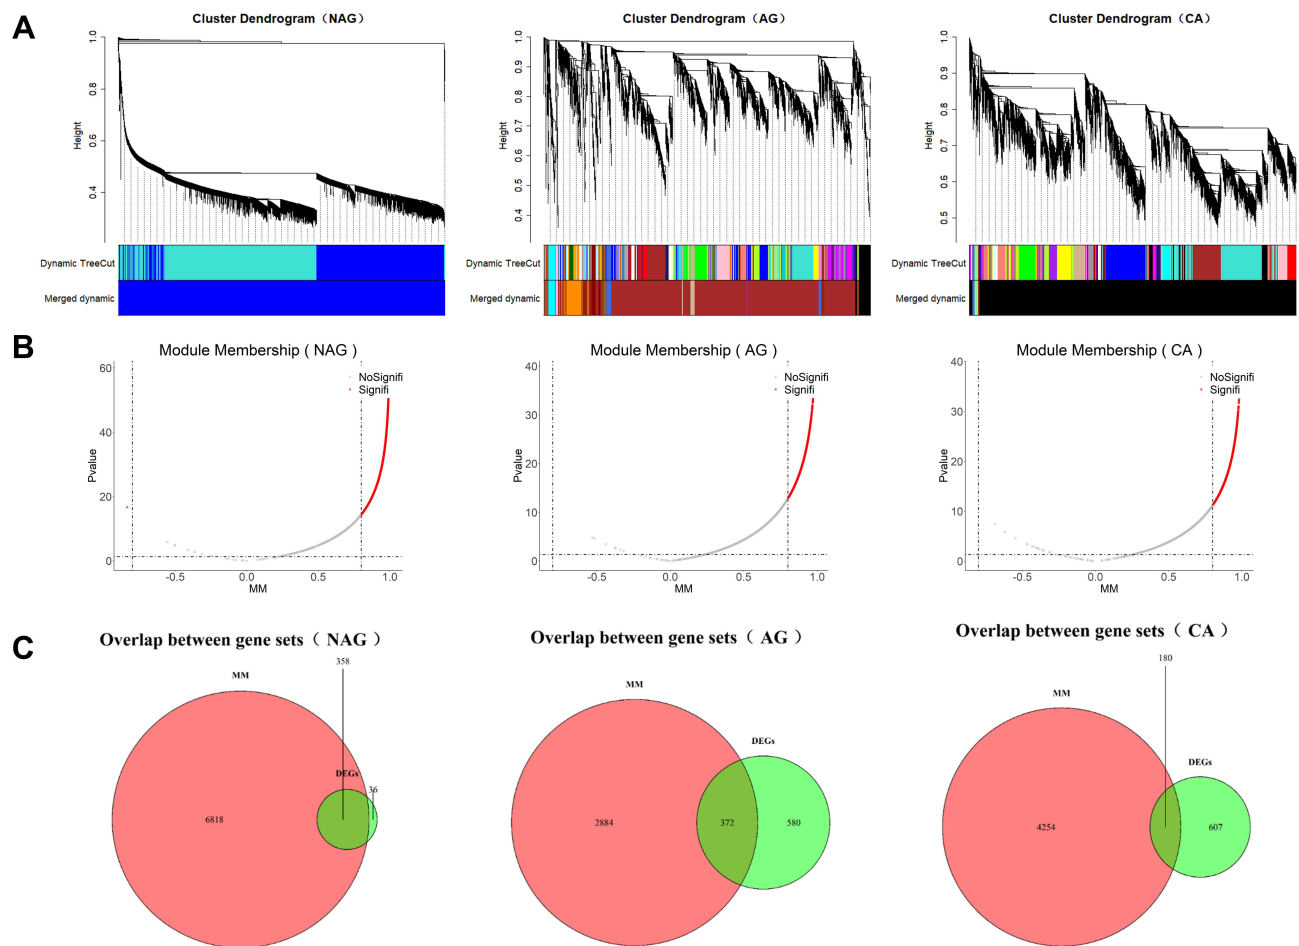 A
Cluster Dendrogram（NAG）
Cluster Dendrogram（AG）
Cluster Dendrogram（CA）
Height
1.0
0.8
0.6
0.4
Height
1.0
0.9
0.8
0.7
0.6
0.5
0.4
Height
1.0
0.9
0.8
0.7
0.6
0.5
Dynamic TreeCut
Merged dynamic
Dynamic TreeCut
Merged dynamic
Dynamic TreeCut
Merged dynamic
B
Module Membership ( NAG )
Module Membership ( AG )
Module Membership ( CA )
NoSignifi
Signifi
Pvalue
60
40
20
0
-0.5
0.0
0.5
1.0
MM
NoSignifi
Signifi
Pvalue
40
30
20
10
0
-0.5
0.0
0.5
1.0
MM
NoSignifi
Signifi
Pvalue
40
30
20
10
0
-0.5
0.0
0.5
1.0
MM
C
Overlap between gene sets（ NAG ）
358
MM
DEGs
36
6818
Overlap between gene sets（ AG ）
MM
DEGs
2884
372
580
Overlap between gene sets（ CA ）
180
MM
DEGs
4254
607